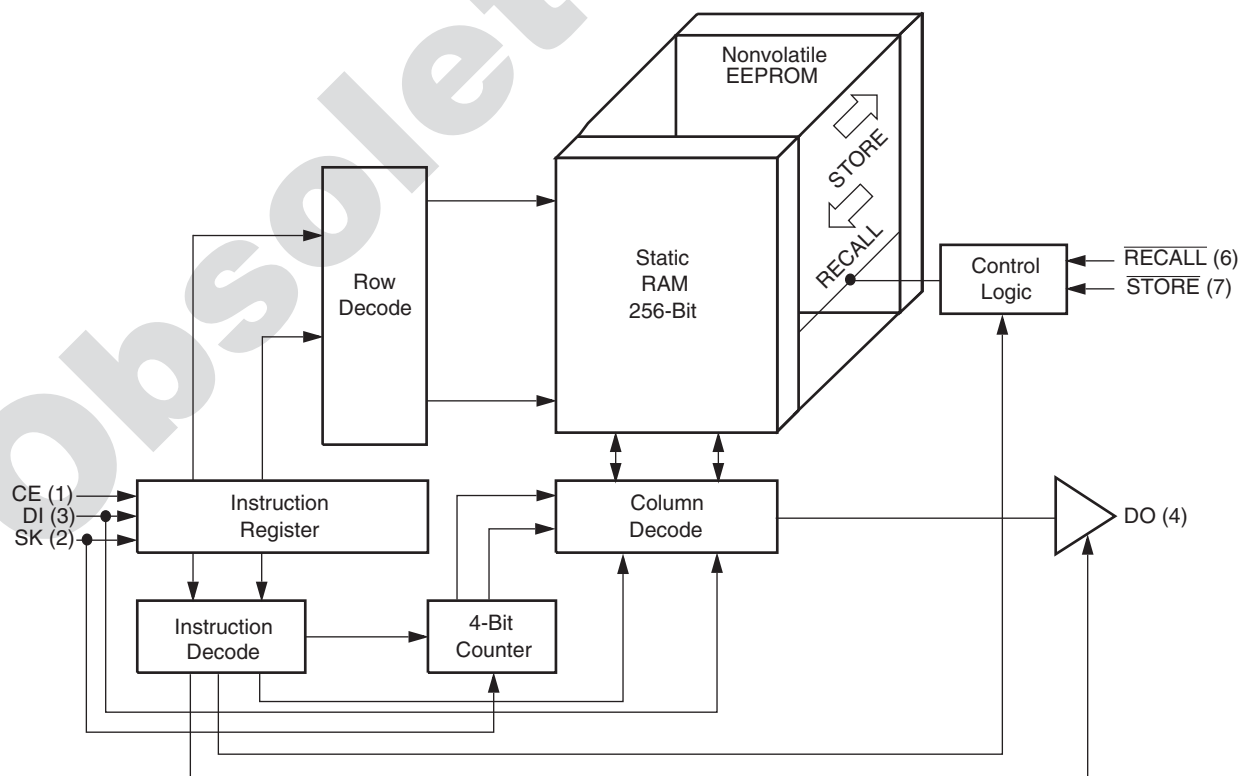 Obsolete
Nonvolatile
EEPROM
STORE
RECALL
Static
RAM
256-Bit
Row
Decode
Control
Logic
RECALL (6)
STORE (7)
CE (1)
DI (3)
SK (2)
Instruction
Register
Column
Decode
DO (4)
Instruction
Decode
4-Bit
Counter